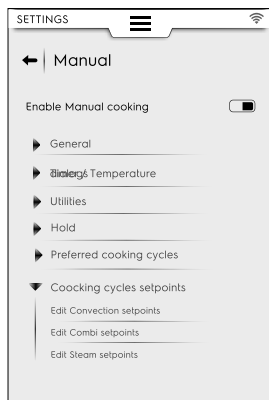 SETTINGS
Manual
Enable Manual cooking
General
Temperature
Utilities
Hold
Preferred cooking cycles
Coocking cycles setpoints
Edit Convection setpoints
Edit Combi setpoints
Edit Steam setpoints